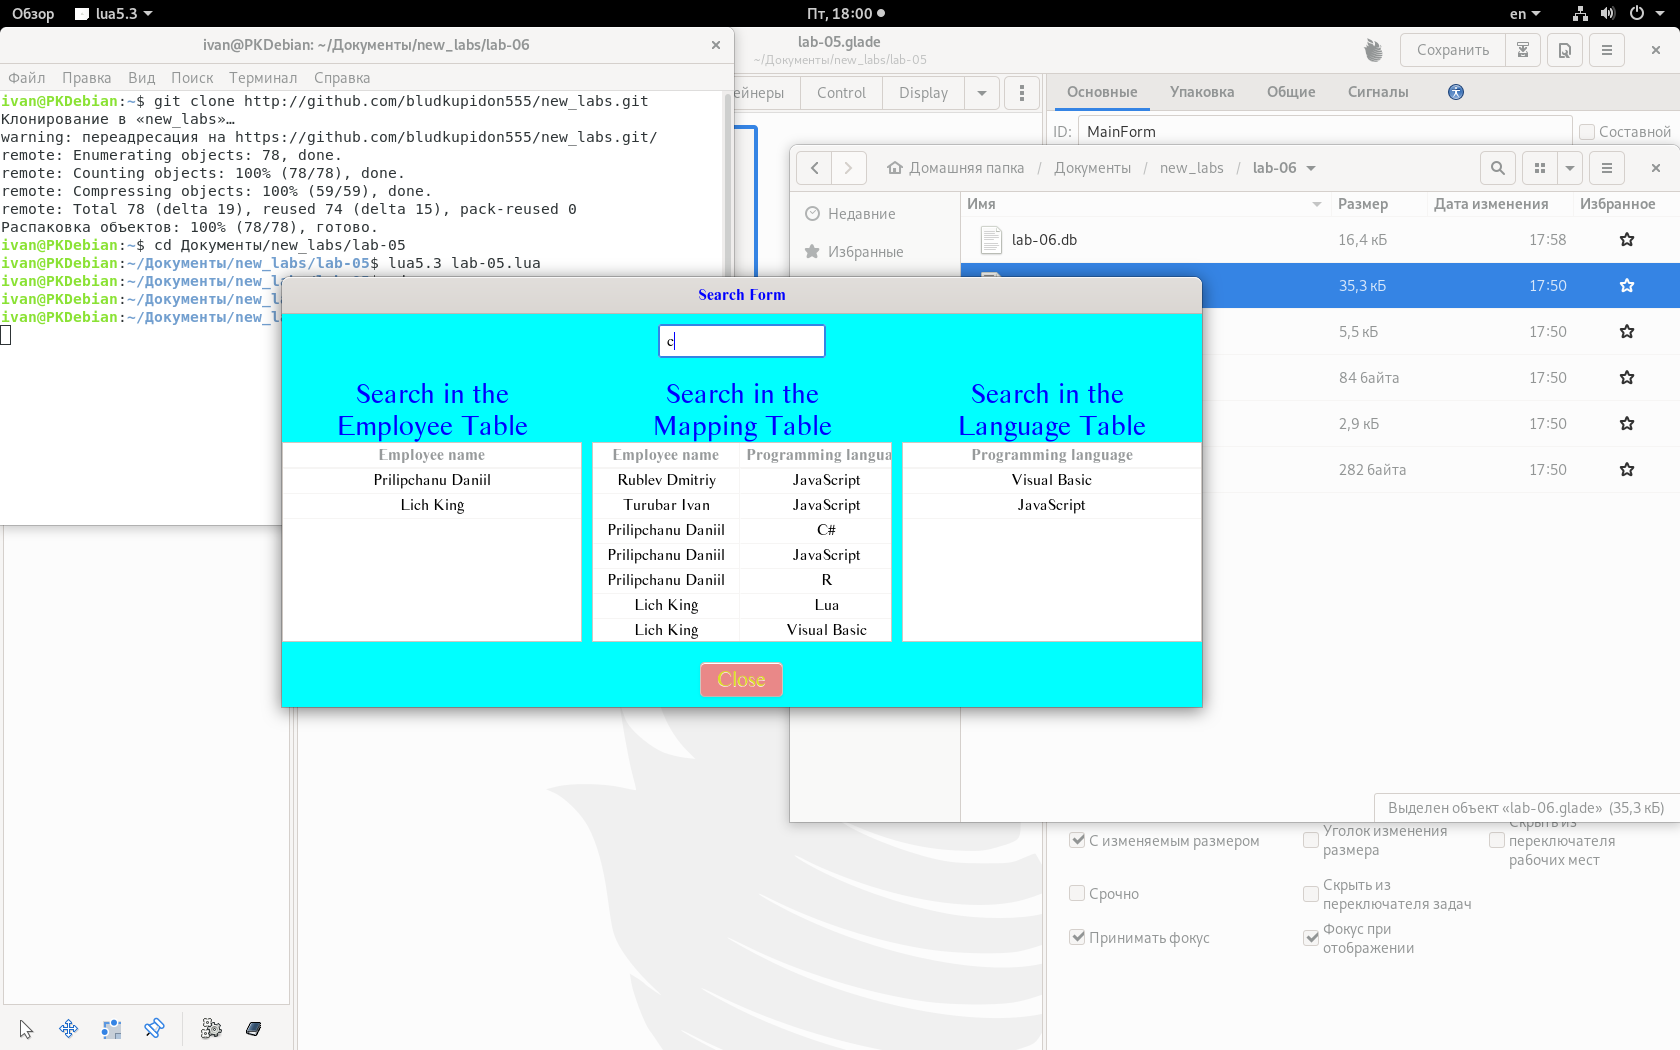 Обзор
lua5.3
Пт, 18:00
en
ivan@PKDebian: ~/Документы/new_labs/lab-06
Файл Правка Вид Поиск Терминал Справка
ivan@PKDebian:~$ git clone http://github.com/bludkupidon555/new_labs.git
Клонирование в «new_labs»…
warning: переадресация на https://github.com/bludkupidon555/new_labs.git/
remote: Enumerating objects: 78, done.
remote: Counting objects: 100% (78/78), done.
remote: Compressing objects: 100% (59/59), done.
remote: Total 78 (delta 19), reused 74 (delta 15), pack-reused 0
Распаковка объектов: 100% (78/78), готово.
ivan@PKDebian:~$ cd Документы/new_labs/lab-05
ivan@PKDebian:~/Документы/new_labs/lab-05$ lua5.3 lab-05.lua
ivan@PKDebian:~/Документы/new_l
ivan@PKDebian:~/Документы/new_la
ivan@PKDebian:~/Документы/new_la
lab-05.glade
~/Документы/new_labs/lab-05
Сохранить
ейнеры Control Display
Основные Упаковка Общие Сигналы
ID: MainForm Составной
Домашняя папка / Документы / new_labs / lab-06
Недавние
Избранные
Имя Размер Дата изменения Избранное
lab-06.db 16,4 кБ 17:58
35,3 кБ 17:50
5,5 кБ 17:50
84 байта 17:50
2,9 кБ 17:50
282 байта 17:50
Выделен объект «lab-06.glade» (35,3 кБ)
Search Form
c
Search in the
Employee Table
Employee name
Prilipchanu Daniil
Lich King
Search in the
Mapping Table
Employee name Programming langua
Rublev Dmitriy JavaScript
Turubar Ivan JavaScript
Prilipchanu Daniil C#
Prilipchanu Daniil JavaScript
Prilipchanu Daniil R
Lich King Lua
Lich King Visual Basic
Search in the
Language Table
Programming language
Visual Basic
JavaScript
Close
С изменяемым размером
Уголок изменения
размера
Скрыть из
переключателя
рабочих мест
Срочно
Скрыть из
переключателя задач
Принимать фокус
Фокус при
отображении